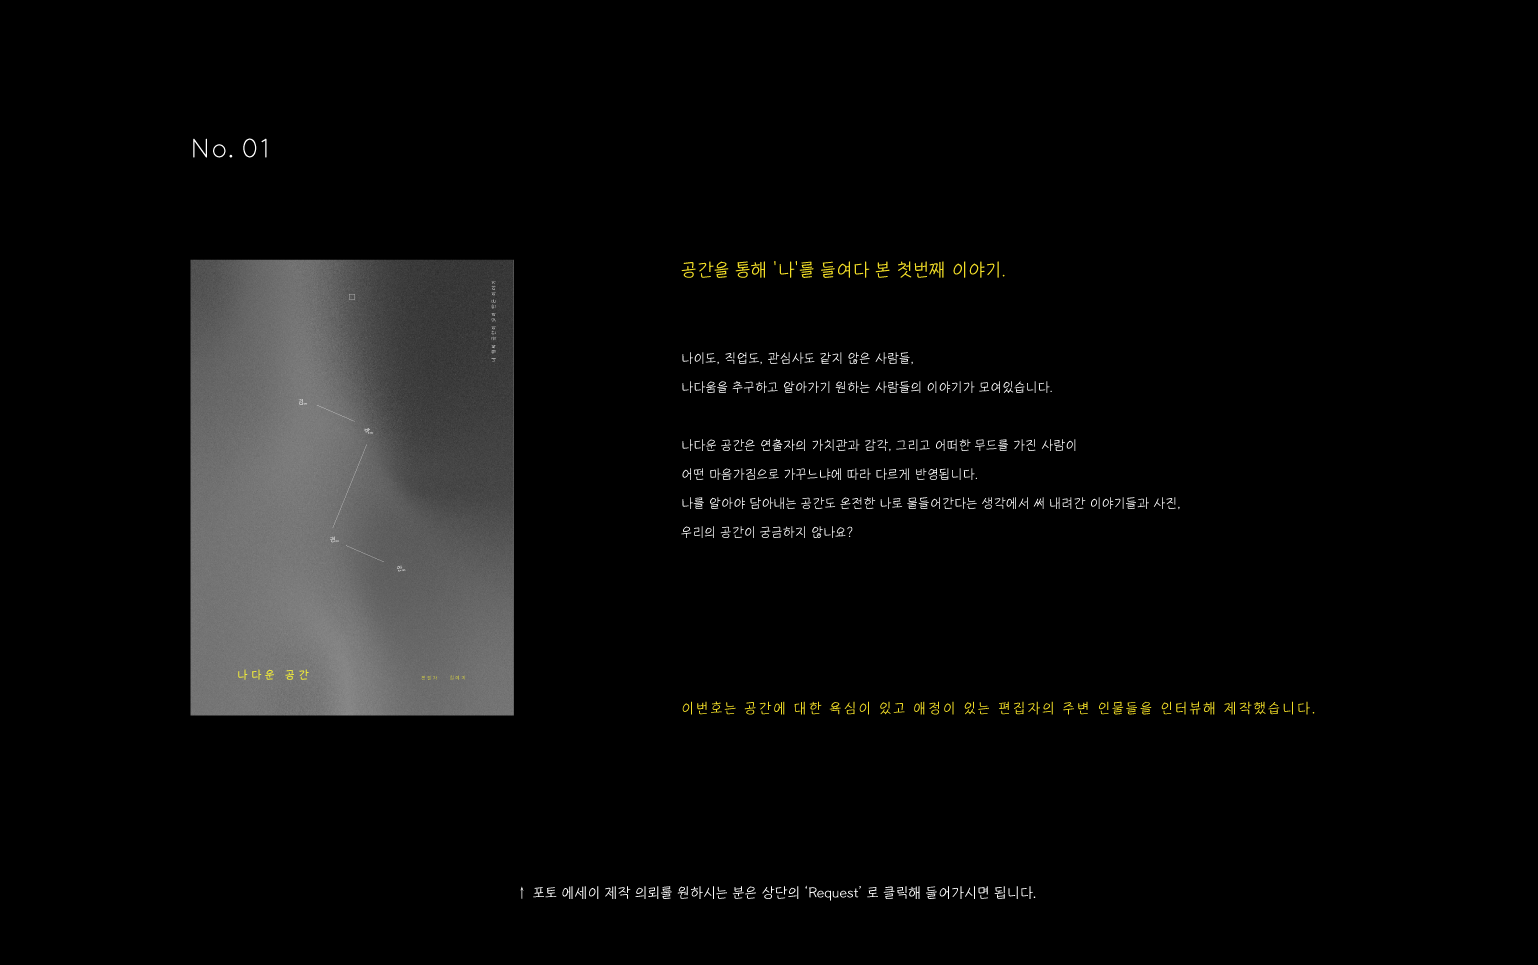 No. 01
공간을 통해 '나'를 들여다 본 첫번째 이야기.
나이도, 직업도, 관심사도 같지 않은 사람들,
나다움을 추구하고 알아가기 원하는 사람들의 이야기가 모여있습니다.
나다운 공간은 연출자의 가치관과 감각, 그리고 어떠한 무드를 가진 사람이
어떤 마음가짐으로 가꾸느냐에 따라 다르게 반영됩니다.
나를 알아야 담아내는 공간도 온전한 나로 물들어간다는 생각에서 써 내려간 이야기들과 사진,
우리의 공간이 궁금하지 않나요?
나다운 공간
이번호는 공간에 대한 욕심이 있고 애정이 있는 편집자의 주변 인물들을 인터뷰해 제작했습니다.
↑ 포토 에세이 제작 의뢰를 원하시는 분은 상단의 ‘Request’ 로 클릭해 들어가시면 됩니다.